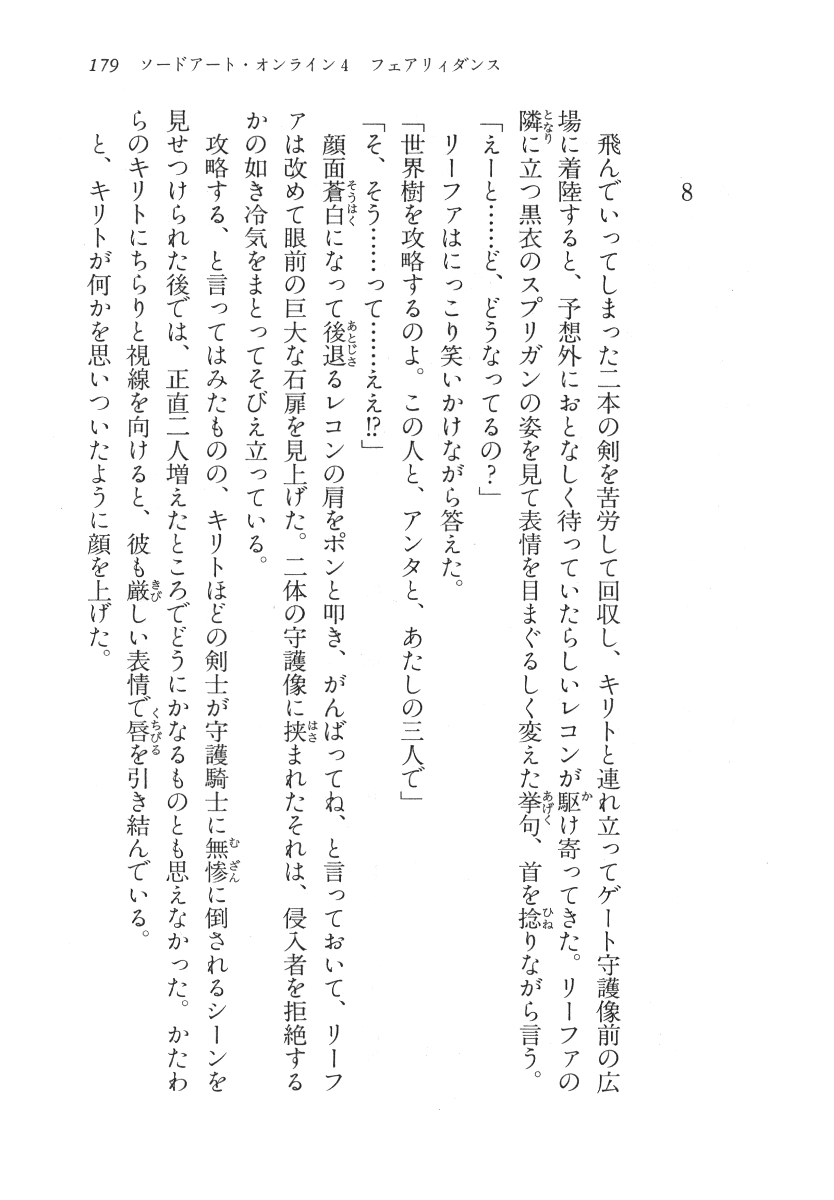 179　ソードアート・オンライン4　フェアリィダンス
8
　飛んでいってしまった二本の剣を苦労して回収し、キリトと連れ立ってゲート守護像前の広
場に着陸すると、予想外におとなしく待っていたらしいレコンが駆け寄ってきた。リーファの
隣に立つ黒衣のスプリガンの姿を見て表情を目まぐるしく変えた挙句、首を捻りながら言う。
「えーと……ど、どうなってるの？」
　リーファはにっこり笑いかけながら答えた。
「世界樹を攻略するのよ。この人と、アンタと、あたしの三人で」
「そ、そう……って……ええ!?」
　顔面蒼白になって後退るレコンの肩をポンと叩き、がんばってね、と言っておいて、リーフ
ァは改めて眼前の巨大な石扉を見上げた。二体の守護像に挟まれたそれは、侵入者を拒絶する
かの如き冷気をまとってそびえ立っている。
　攻略する、と言ってはみたものの、キリトほどの剣士が守護騎士に無惨に倒されるシーンを
見せつけられた後では、正直二人増えたところでどうにかなるものとも思えなかった。かたわ
らのキリトにちらりと視線を向けると、彼も厳しい表情で唇を引き結んでいる。
　と、キリトが何かを思いついたように顔を上げた。